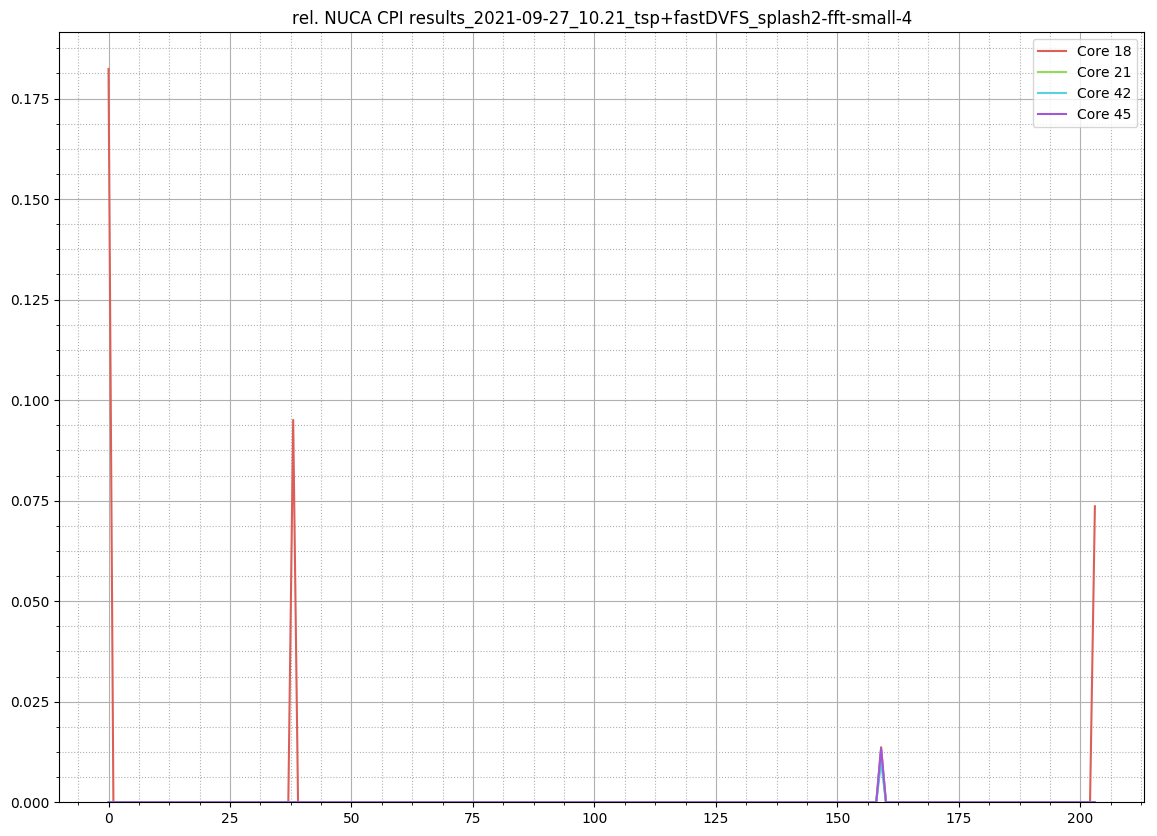 rel. NUCA CPI results_2021-09-27_10.21_tsp+fastDVFS_splash2-fft-small-4
Core 18
Core 21
Core 42
Core 45
0.175
0.150
0.125
0.100
0.075
0.050
0.025
0.000
0 25 50 75 100 125 150 175 200